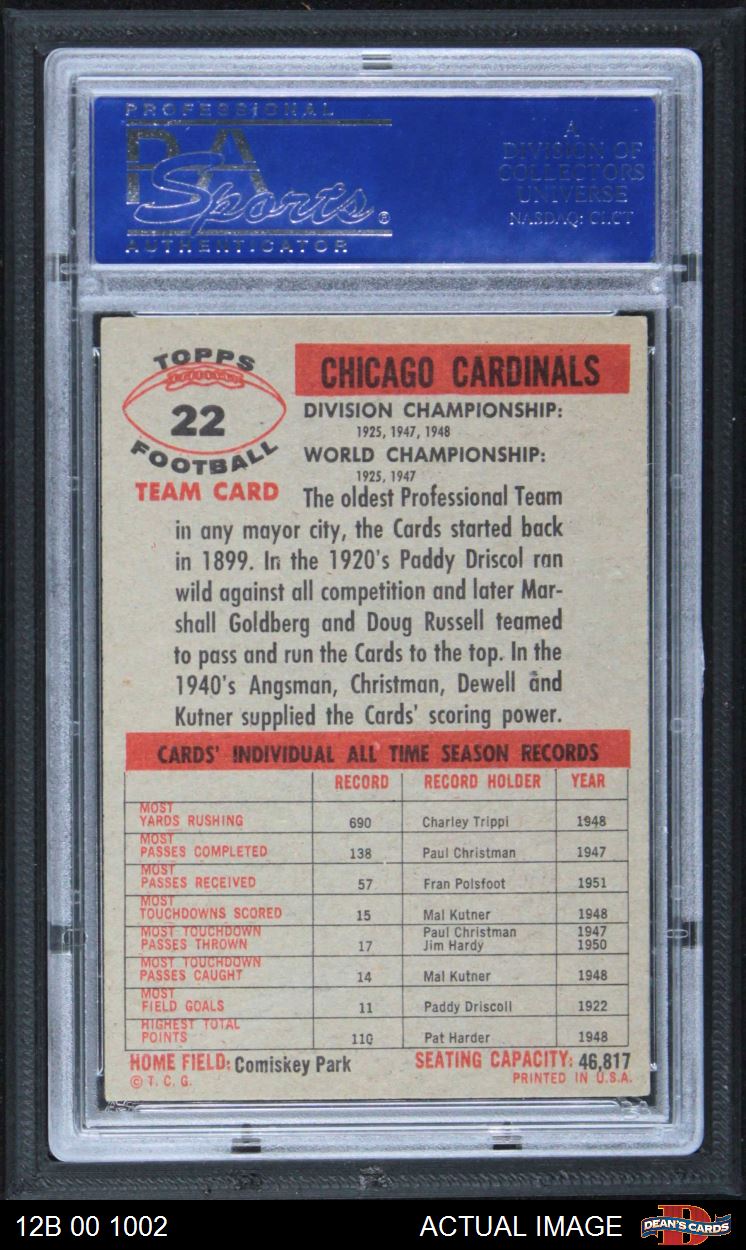 PROFESSIONAL
PSA
Sports®
AUTHENTICATOR
A
DIVISION OF
COLLECTORS
UNIVERSE
NASDAQ: CLCT
TOPPS
22
FOOTBALL
TEAM CARD
CHICAGO CARDINALS
DIVISION CHAMPIONSHIP:
1925, 1947, 1948
WORLD CHAMPIONSHIP:
1925, 1947
The oldest Professional Team
in any mayor city, the Cards started back
in 1899. In the 1920's Paddy Driscol ran
wild against all competition and later Mar-
shall Goldberg and Doug Russell teamed
to pass and run the Cards to the top. In the
1940's Angsman, Christman, Dewell and
Kutner supplied the Cards' scoring power.
CARDS' INDIVIDUAL ALL TIME SEASON RECORDS
RECORD RECORD HOLDER YEAR
MOST
YARDS RUSHING 690 Charley Trippi 1948
MOST
PASSES COMPLETED 138 Paul Christman 1947
MOST
PASSES RECEIVED 57 Fran Polsfoot 1951
MOST
TOUCHDOWNS SCORED 15 Mal Kutner 1948
MOST TOUCHDOWN Paul Christman 1947
PASSES THROWN 17 Jim Hardy 1950
MOST TOUCHDOWN
PASSES CAUGHT 14 Mal Kutner 1948
MOST
FIELD GOALS 11 Paddy Driscoll 1922
HIGHEST TOTAL
POINTS 110 Pat Harder 1948
HOME FIELD: Comiskey Park SEATING CAPACITY: 46,817
© T. C. G. PRINTED IN U.S.A.
12B 00 1002 ACTUAL IMAGE DEAN'S CARDS